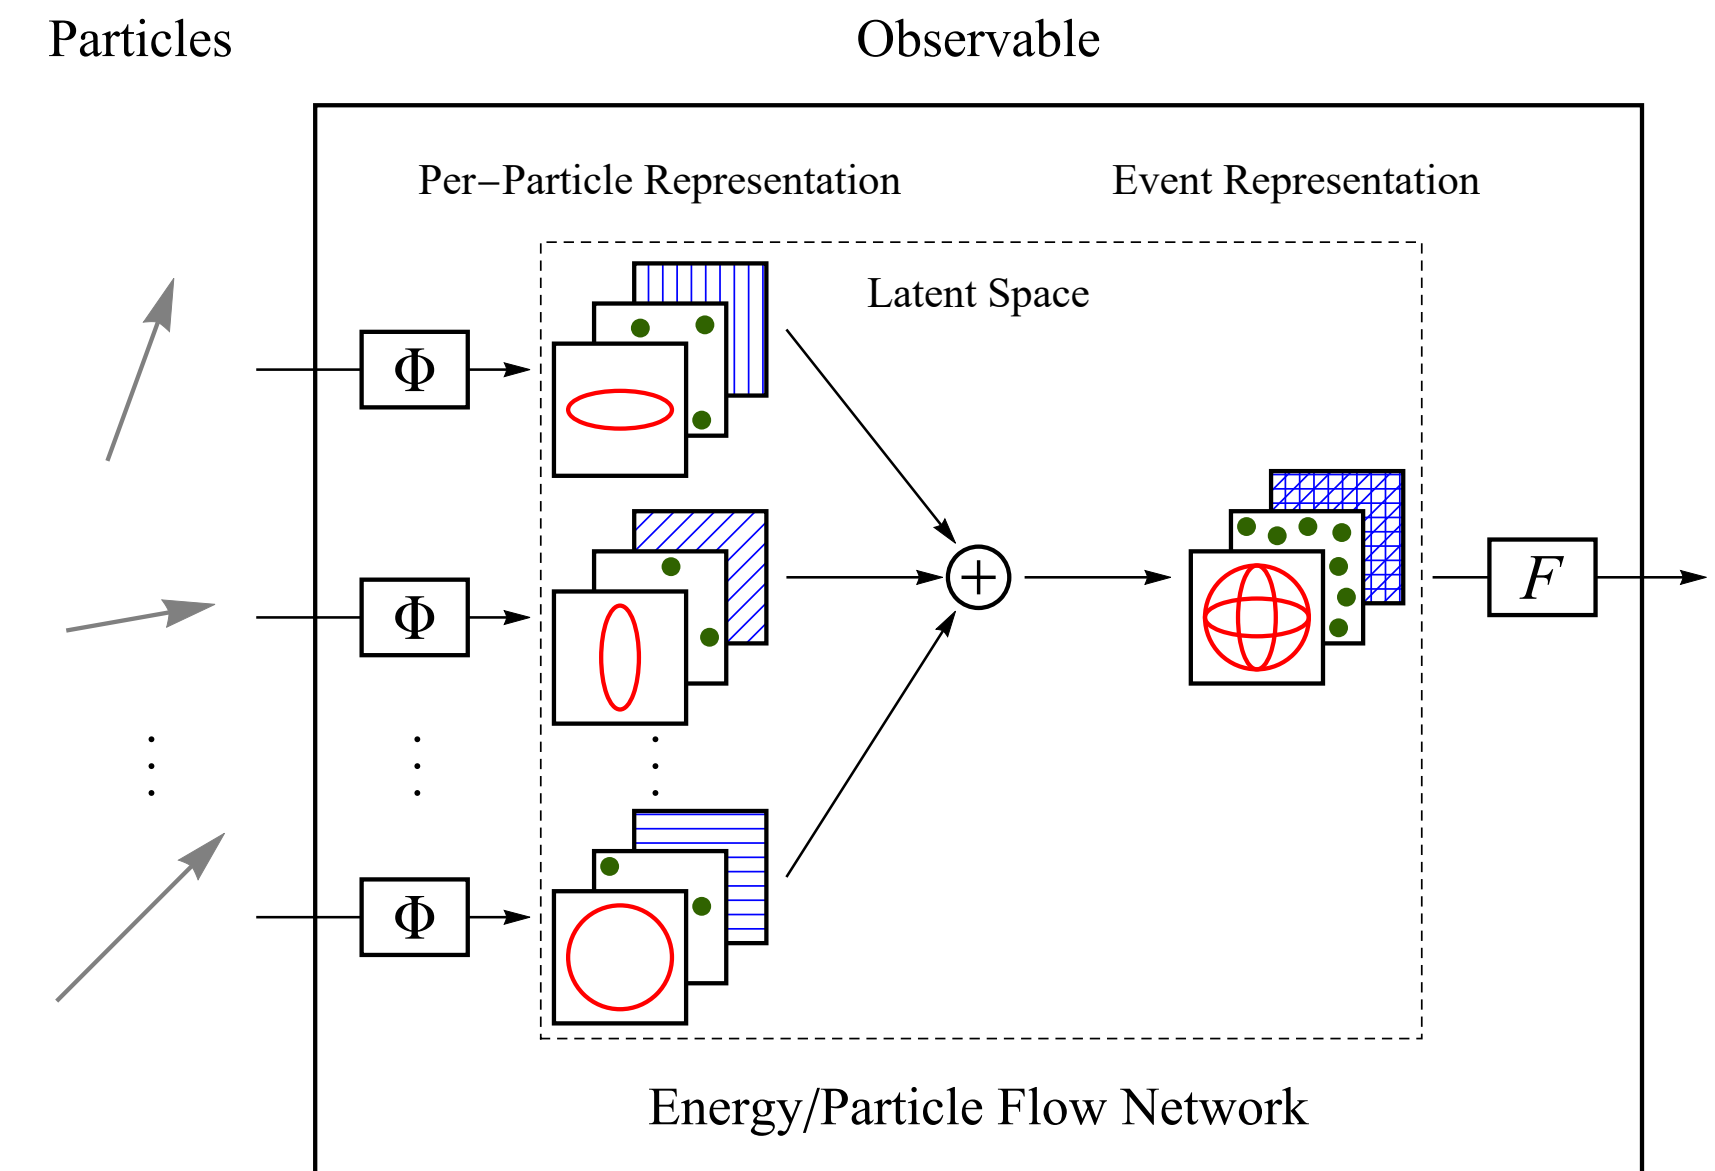 Particles
Observable
Per–Particle Representation
Event Representation
Latent Space
Φ
Φ
+
F
Φ
Energy/Particle Flow Network